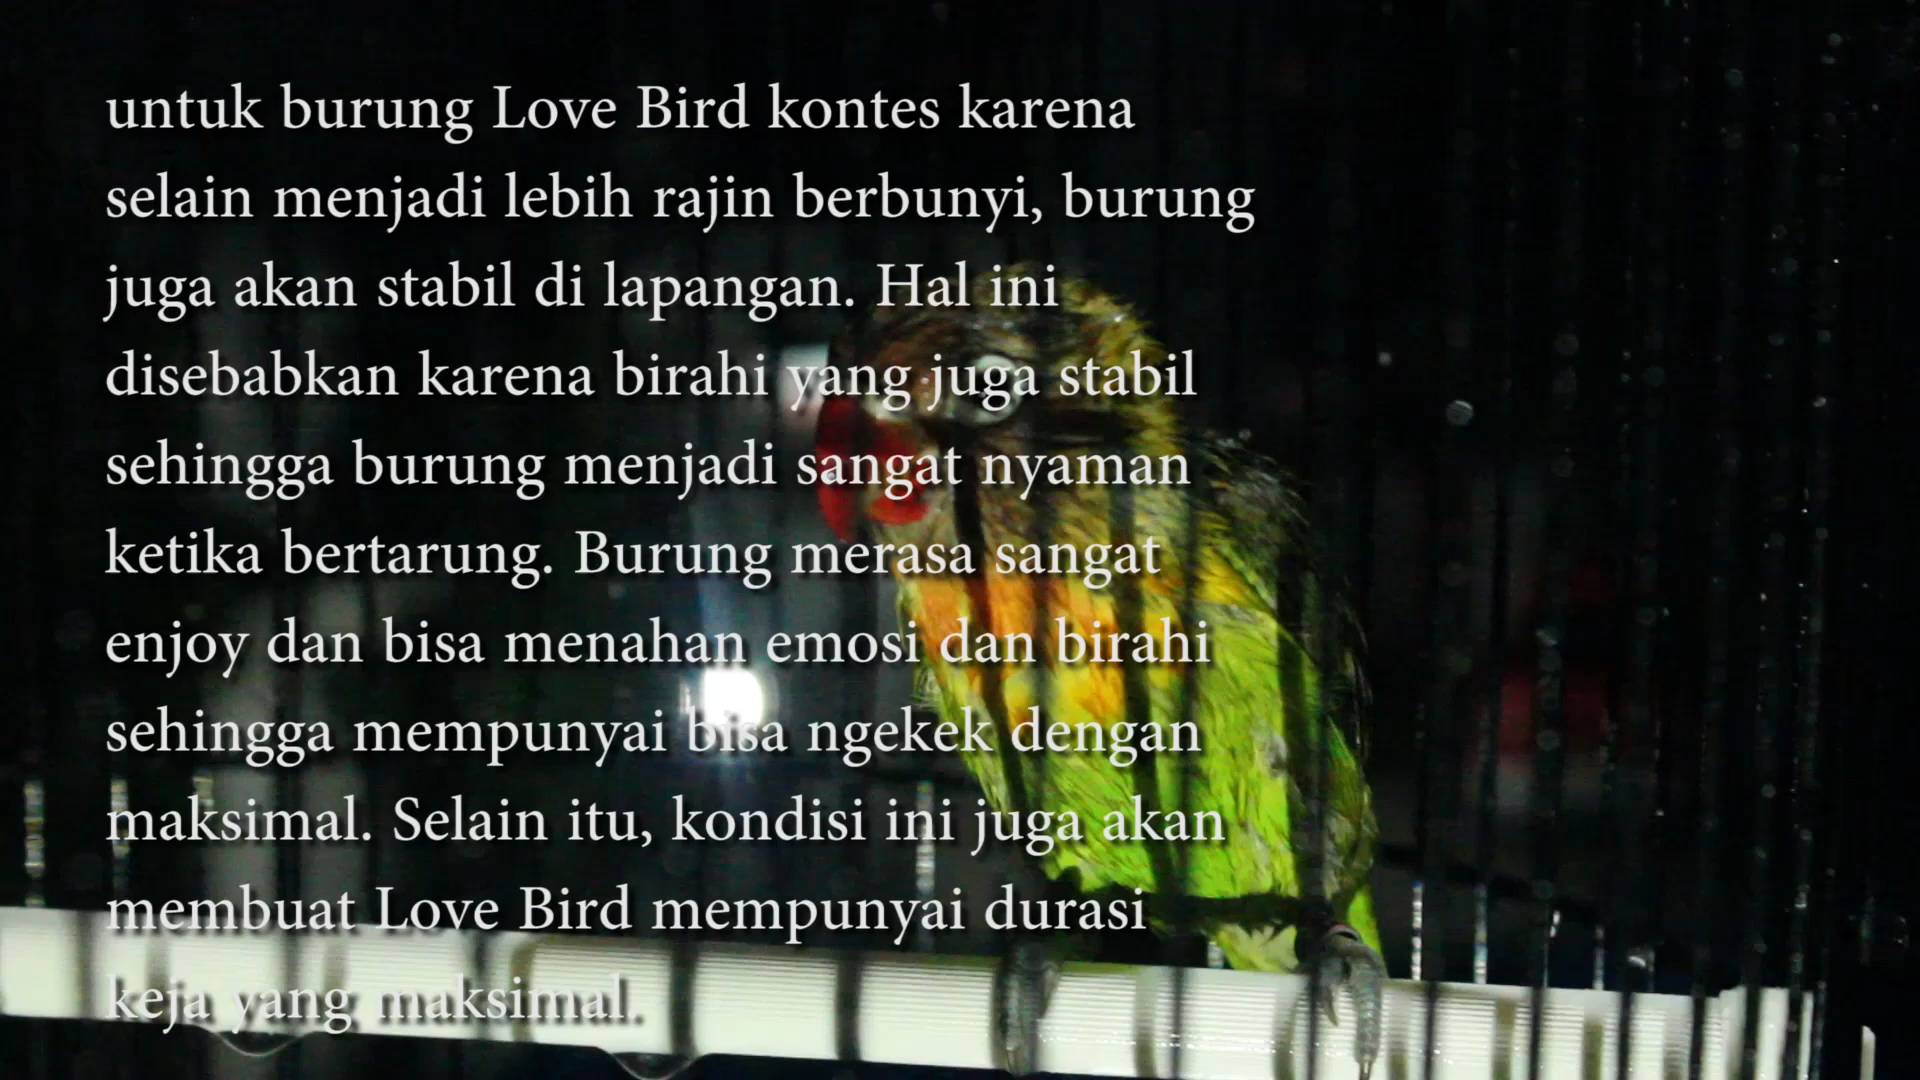 untuk burung Love Bird kontes karena
selain menjadi lebih rajin berbunyi, burung
juga akan stabil di lapangan. Hal ini
disebabkan karena birahi yang juga stabil
sehingga burung menjadi sangat nyaman
ketika bertarung. Burung merasa sangat
enjoy dan bisa menahan emosi dan birahi
sehingga mempunyai bisa ngekek dengan
maksimal. Selain itu, kondisi ini juga akan
membuat Love Bird mempunyai durasi
keja yang maksimal.